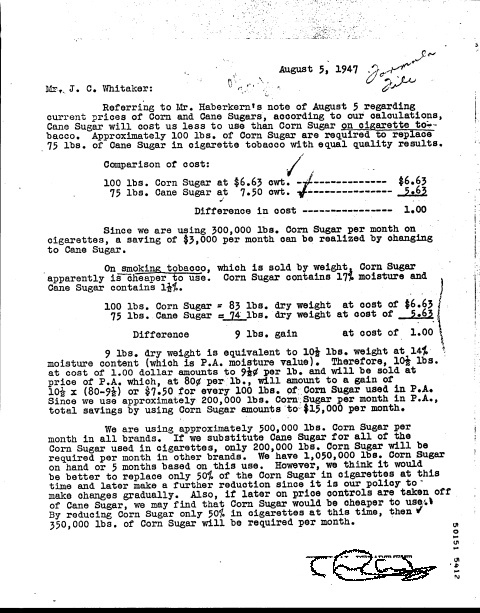 August 5, 1947
Formula
File
Mr. J. C. Whitaker:
Referring to Mr. Haberkern's note of August 5 regarding
current prices of Corn and Cane Sugars, according to our calculations,
Cane Sugar will cost us less to use than Corn Sugar on cigarette to-
bacco. Approximately 100 lbs. of Corn Sugar are required to replace
75 lbs. of Cane Sugar in cigarette tobacco with equal quality results.
Comparison of cost:
100 lbs. Corn Sugar at $6.63 cwt. ---------------- $6.63
75 lbs. Cane Sugar at 7.50 cwt. ---------------- 5.63
Difference in cost ---------------- 1.00
Since we are using 300,000 lbs. Corn Sugar per month on
cigarettes, a saving of $3,000 per month can be realized by changing
to Cane Sugar.
On smoking tobacco, which is sold by weight, Corn Sugar
apparently is cheaper to use. Corn Sugar contains 17% moisture and
Cane Sugar contains 1½%.
100 lbs. Corn Sugar = 83 lbs. dry weight at cost of $6.63
75 lbs. Cane Sugar = 74 lbs. dry weight at cost of 5.63
Difference 9 lbs. gain at cost of 1.00
9 lbs. dry weight is equivalent to 10½ lbs. weight at 14%
moisture content (which is P.A. moisture value). Therefore, 10½ lbs.
at cost of 1.00 dollar amounts to 9½¢ per lb. and will be sold at
price of P.A. which, at 80¢ per lb., will amount to a gain of
10½ x (80-9½) or $7.50 for every 100 lbs. of Corn Sugar used in P.A.
Since we use approximately 200,000 lbs. Corn Sugar per month in P.A.,
total savings by using Corn Sugar amounts to $15,000 per month.
We are using approximately 500,000 lbs. Corn Sugar per
month in all brands. If we substitute Cane Sugar for all of the
Corn Sugar used in cigarettes, only 200,000 lbs. Corn Sugar will be
required per month in other brands. We have 1,050,000 lbs. Corn Sugar
on hand or 5 months based on this use. However, we think it would
be better to replace only 50% of the Corn Sugar in cigarettes at this
time and later make a further reduction since it is our policy to
make changes gradually. Also, if later on price controls are taken off
of Cane Sugar, we may find that Corn Sugar would be cheaper to use.
By reducing Corn Sugar only 50% in cigarettes at this time, then
350,000 lbs. of Corn Sugar will be required per month.
50151 5412